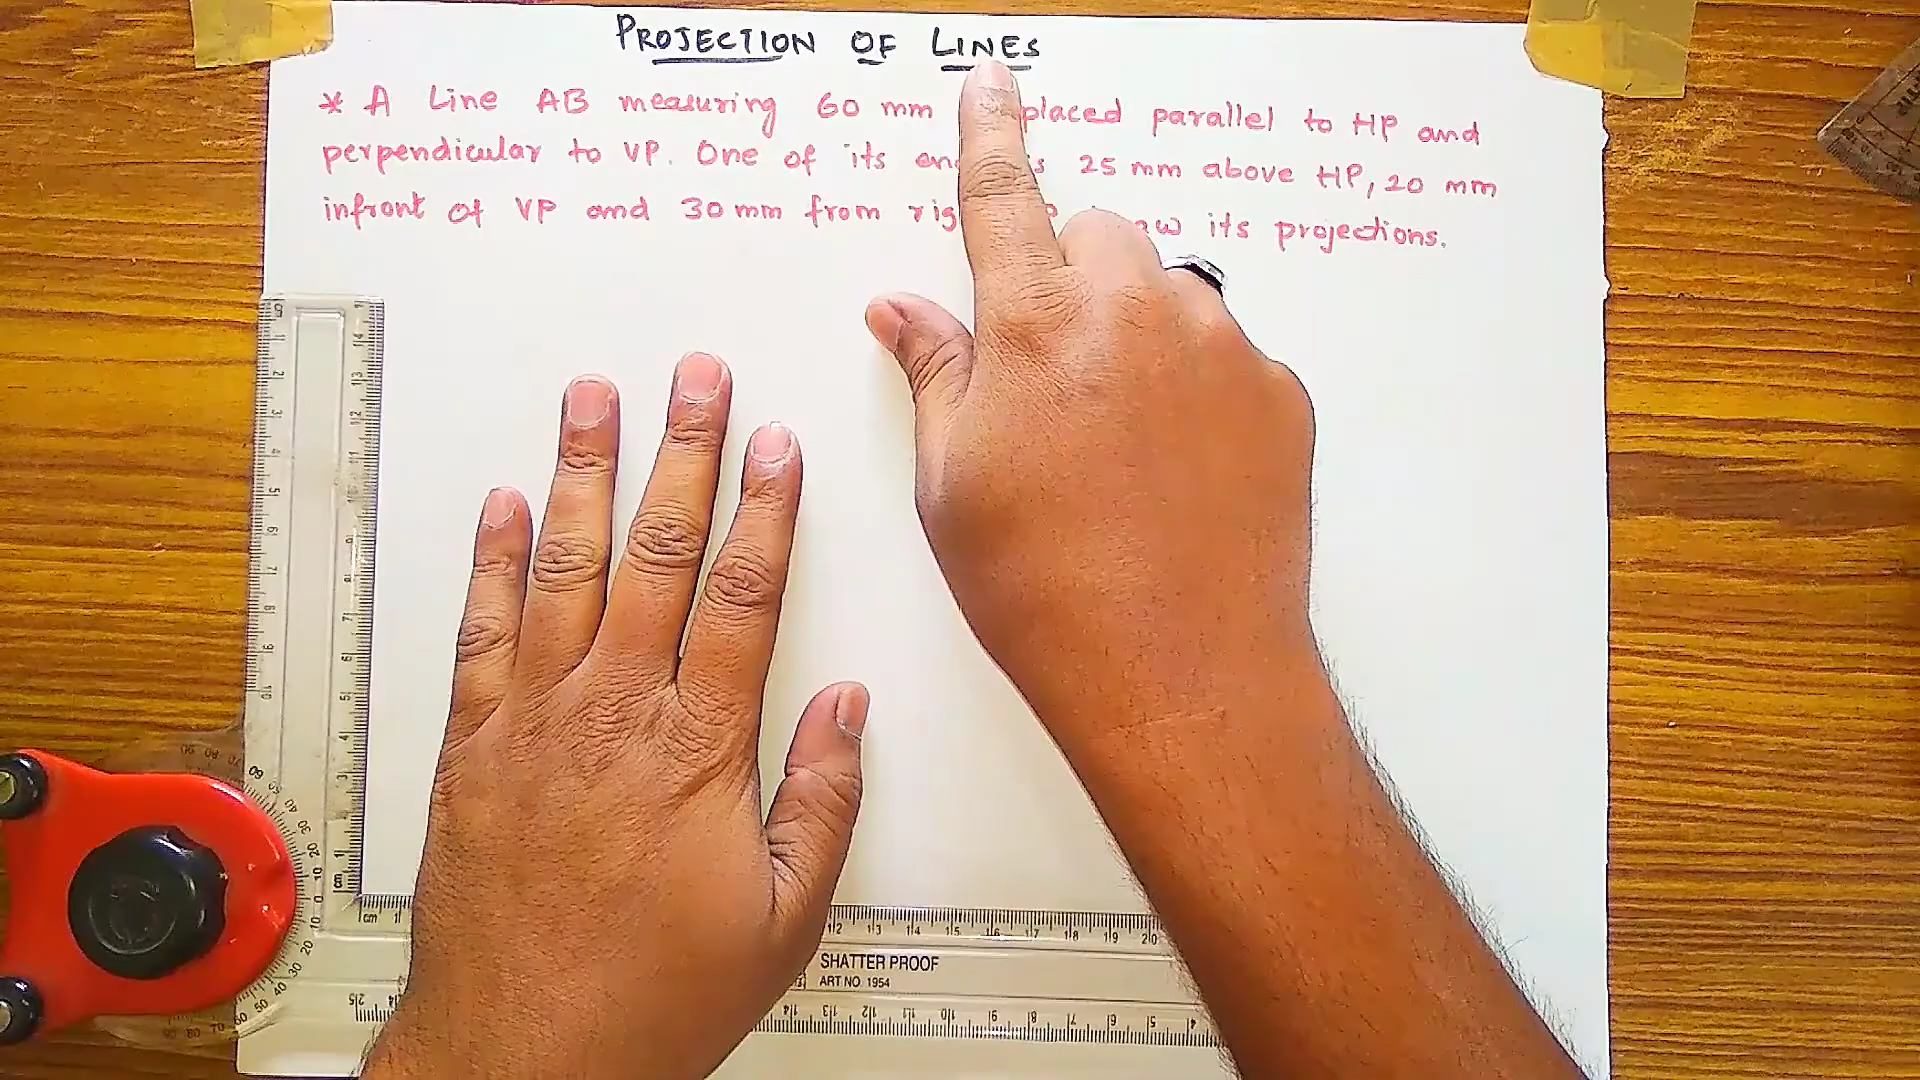 PROJECTION OF LINES
* A Line AB measuring 60 mm placed parallel to HP and
perpendicular to VP. One of its 25 mm above HP, 20 mm
infront of VP and 30 mm from its projections.
SHATTER PROOF
ART NO. 1954